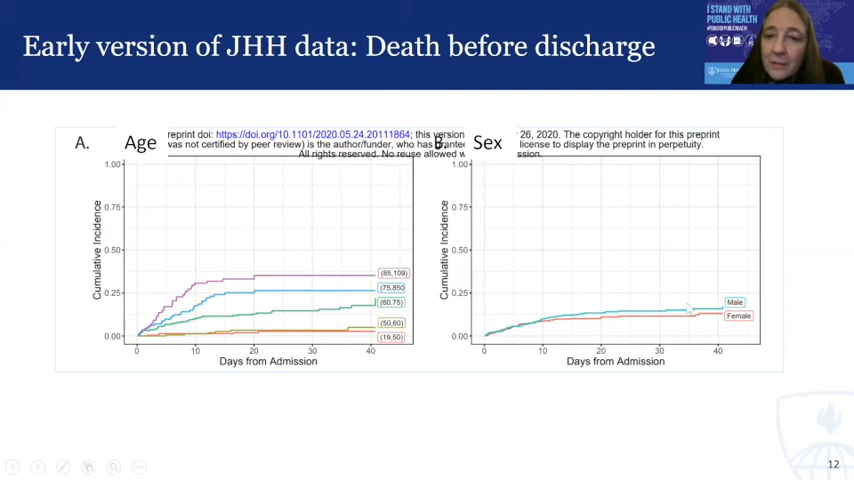 Early version of JHH data: Death before discharge
I STAND WITH
PUBLIC HEALTH
reprint doi: https://doi.org/10.1101/2020.05.24.20111864; this version 26, 2020. The copyright holder for this preprint
was not certified by peer review) is the author/funder, who has grante license to display the preprint in perpetuity.
All rights reserved. No reuse allowed w ssion.
A. Age
B. Sex
1.00
0.75
0.50
0.25
0.00
Cumulative Incidence
(85,109)
(75,850
(60,75)
(50,60)
(19,50)
0 10 20 30 40
Days from Admission
1.00
0.75
0.50
0.25
0.00
Cumulative Incidence
Male
Female
0 10 20 30 40
Days from Admission
12